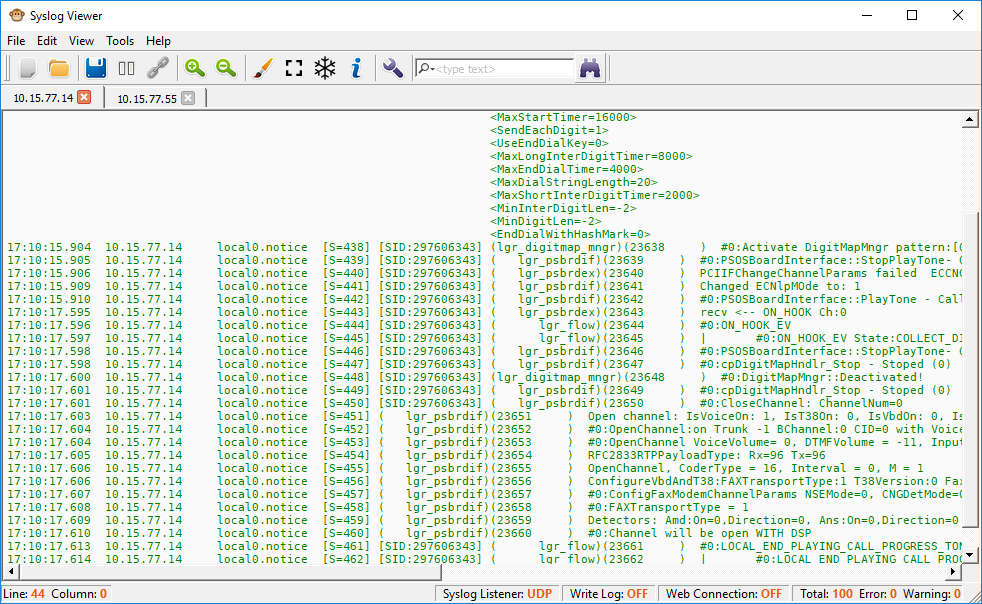 Syslog Viewer
File Edit View Tools Help
<type text>
10.15.77.14 10.15.77.55
<MaxStartTimer=16000>
<SendEachDigit=1>
<UseEndDialKey=0>
<MaxLongInterDigitTimer=8000>
<MaxEndDialTimer=4000>
<MaxDialStringLength=20>
<MaxShortInterDigitTimer=2000>
<MinInterDigitLen=-2>
<MinDigitLen=-2>
<EndDialWithHashMark=0>
17:10:15.904 10.15.77.14 local0.notice [S=438] [SID:297606343] (lgr_digitmap_mngr)(23638 ) #0:Activate DigitMapMngr pattern:[
17:10:15.905 10.15.77.14 local0.notice [S=439] [SID:297606343] ( lgr_psbrdif)(23639 ) #0:PSOSBoardInterface::StopPlayTone-
17:10:15.906 10.15.77.14 local0.notice [S=440] [SID:297606343] ( lgr_psbrdex)(23640 ) PCIIFChangeChannelParams failed ECCNC
17:10:15.909 10.15.77.14 local0.notice [S=441] [SID:297606343] ( lgr_psbrdif)(23641 ) Changed ECNlpMOde to: 1
17:10:15.910 10.15.77.14 local0.notice [S=442] [SID:297606343] ( lgr_psbrdif)(23642 ) #0:PSOSBoardInterface::PlayTone - Call
17:10:17.595 10.15.77.14 local0.notice [S=443] [SID:297606343] ( lgr_psbrdex)(23643 ) recv <-- ON_HOOK Ch:0
17:10:17.596 10.15.77.14 local0.notice [S=444] [SID:297606343] ( lgr_flow)(23644 ) #0:ON_HOOK_EV
17:10:17.597 10.15.77.14 local0.notice [S=445] [SID:297606343] ( lgr_flow)(23645 ) | #0:ON_HOOK_EV State:COLLECT_DI
17:10:17.598 10.15.77.14 local0.notice [S=446] [SID:297606343] ( lgr_psbrdif)(23646 ) #0:PSOSBoardInterface::StopPlayTone-
17:10:17.598 10.15.77.14 local0.notice [S=447] [SID:297606343] ( lgr_psbrdif)(23647 ) #0:cpDigitMapHndlr_Stop - Stoped (0)
17:10:17.600 10.15.77.14 local0.notice [S=448] [SID:297606343] (lgr_digitmap_mngr)(23648 ) #0:DigitMapMngr::Deactivated!
17:10:17.601 10.15.77.14 local0.notice [S=449] [SID:297606343] ( lgr_psbrdif)(23649 ) #0:cpDigitMapHndlr_Stop - Stoped (0)
17:10:17.601 10.15.77.14 local0.notice [S=450] [SID:297606343] ( lgr_psbrdif)(23650 ) #0:CloseChannel: ChannelNum=0
17:10:17.603 10.15.77.14 local0.notice [S=451] ( lgr_psbrdif)(23651 ) Open channel: IsVoiceOn: 1, IsT38On: 0, IsVbdOn: 0, Is
17:10:17.604 10.15.77.14 local0.notice [S=452] ( lgr_psbrdif)(23652 ) #0:OpenChannel:on Trunk -1 BChannel:0 CID=0 with Voice
17:10:17.604 10.15.77.14 local0.notice [S=453] ( lgr_psbrdif)(23653 ) #0:OpenChannel VoiceVolume= 0, DTMFVolume = -11, Input
17:10:17.605 10.15.77.14 local0.notice [S=454] ( lgr_psbrdif)(23654 ) RFC2833RTPPayloadType: Rx=96 Tx=96
17:10:17.606 10.15.77.14 local0.notice [S=455] ( lgr_psbrdif)(23655 ) OpenChannel, CoderType = 16, Interval = 0, M = 1
17:10:17.606 10.15.77.14 local0.notice [S=456] ( lgr_psbrdif)(23656 ) ConfigureVbdAndT38:FAXTransportType:1 T38Version:0 Fax
17:10:17.607 10.15.77.14 local0.notice [S=457] ( lgr_psbrdif)(23657 ) #0:ConfigFaxModemChannelParams NSEMode=0, CNGDetMode=0
17:10:17.608 10.15.77.14 local0.notice [S=458] ( lgr_psbrdif)(23658 ) #0:FAXTransportType = 1
17:10:17.609 10.15.77.14 local0.notice [S=459] ( lgr_psbrdif)(23659 ) Detectors: Amd:On=0,Direction=0, Ans:On=0,Direction=0
17:10:17.610 10.15.77.14 local0.notice [S=460] ( lgr_psbrdif)(23660 ) #0:Channel will be open WITH DSP
17:10:17.613 10.15.77.14 local0.notice [S=461] [SID:297606343] ( lgr_flow)(23661 ) #0:LOCAL_END_PLAYING_CALL_PROGRESS_TON
17:10:17.614 10.15.77.14 local0.notice [S=462] [SID:297606343] ( lgr_flow)(23662 ) | #0:LOCAL_END_PLAYING_CALL_PROG
Line: 44 Column: 0 Syslog Listener: UDP Write Log: OFF Web Connection: OFF Total: 100 Error: 0 Warning: 0